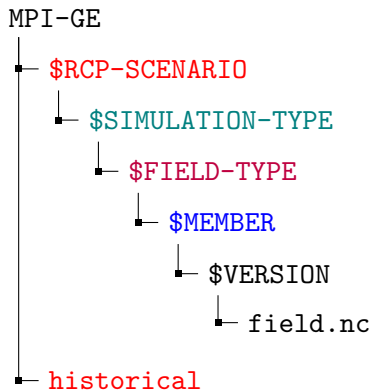 MPI-GE
$RCP-SCENARIO
$SIMULATION-TYPE
$FIELD-TYPE
$MEMBER
$VERSION
field.nc
historical